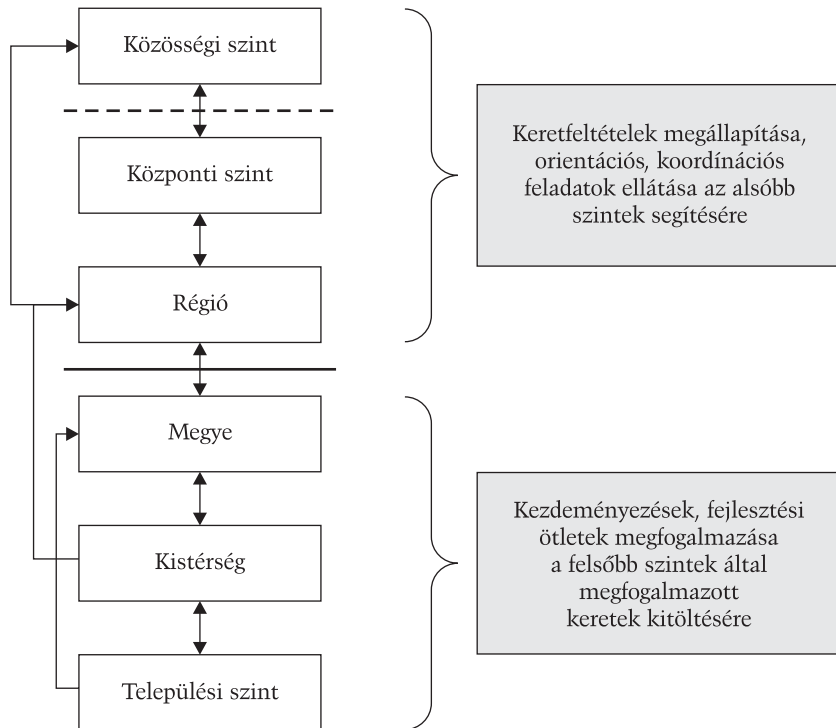 Közösségi szint
Központi szint
Régió
Megye
Kistérség
Települési szint
Keretfeltételek megállapítása,
orientációs, koordínációs
feladatok ellátása az alsóbb
szintek segítésére
Kezdeményezések, fejlesztési
ötletek megfogalmazása
a felsőbb szintek által
megfogalmazott
keretek kitöltésére